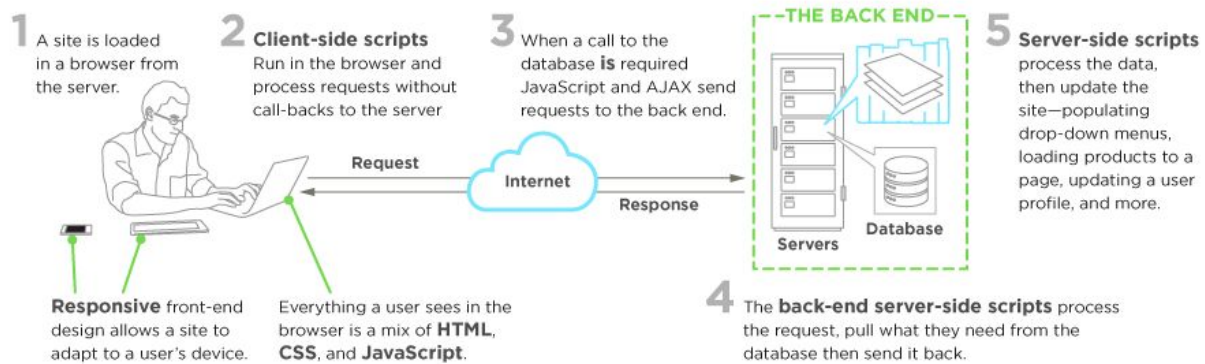 1 A site is loaded
in a browser from
the server.
2 Client-side scripts
Run in the browser and
process requests without
call-backs to the server
3 When a call to the
database is required
JavaScript and AJAX send
requests to the back end.
THE BACK END
5 Server-side scripts
process the data,
then update the
site—populating
drop-down menus,
loading products to a
page, updating a user
profile, and more.
Request
Internet
Response
Servers
Database
Responsive front-end
design allows a site to
adapt to a user's device.
Everything a user sees in the
browser is a mix of HTML,
CSS, and JavaScript.
4 The back-end server-side scripts process
the request, pull what they need from the
database then send it back.